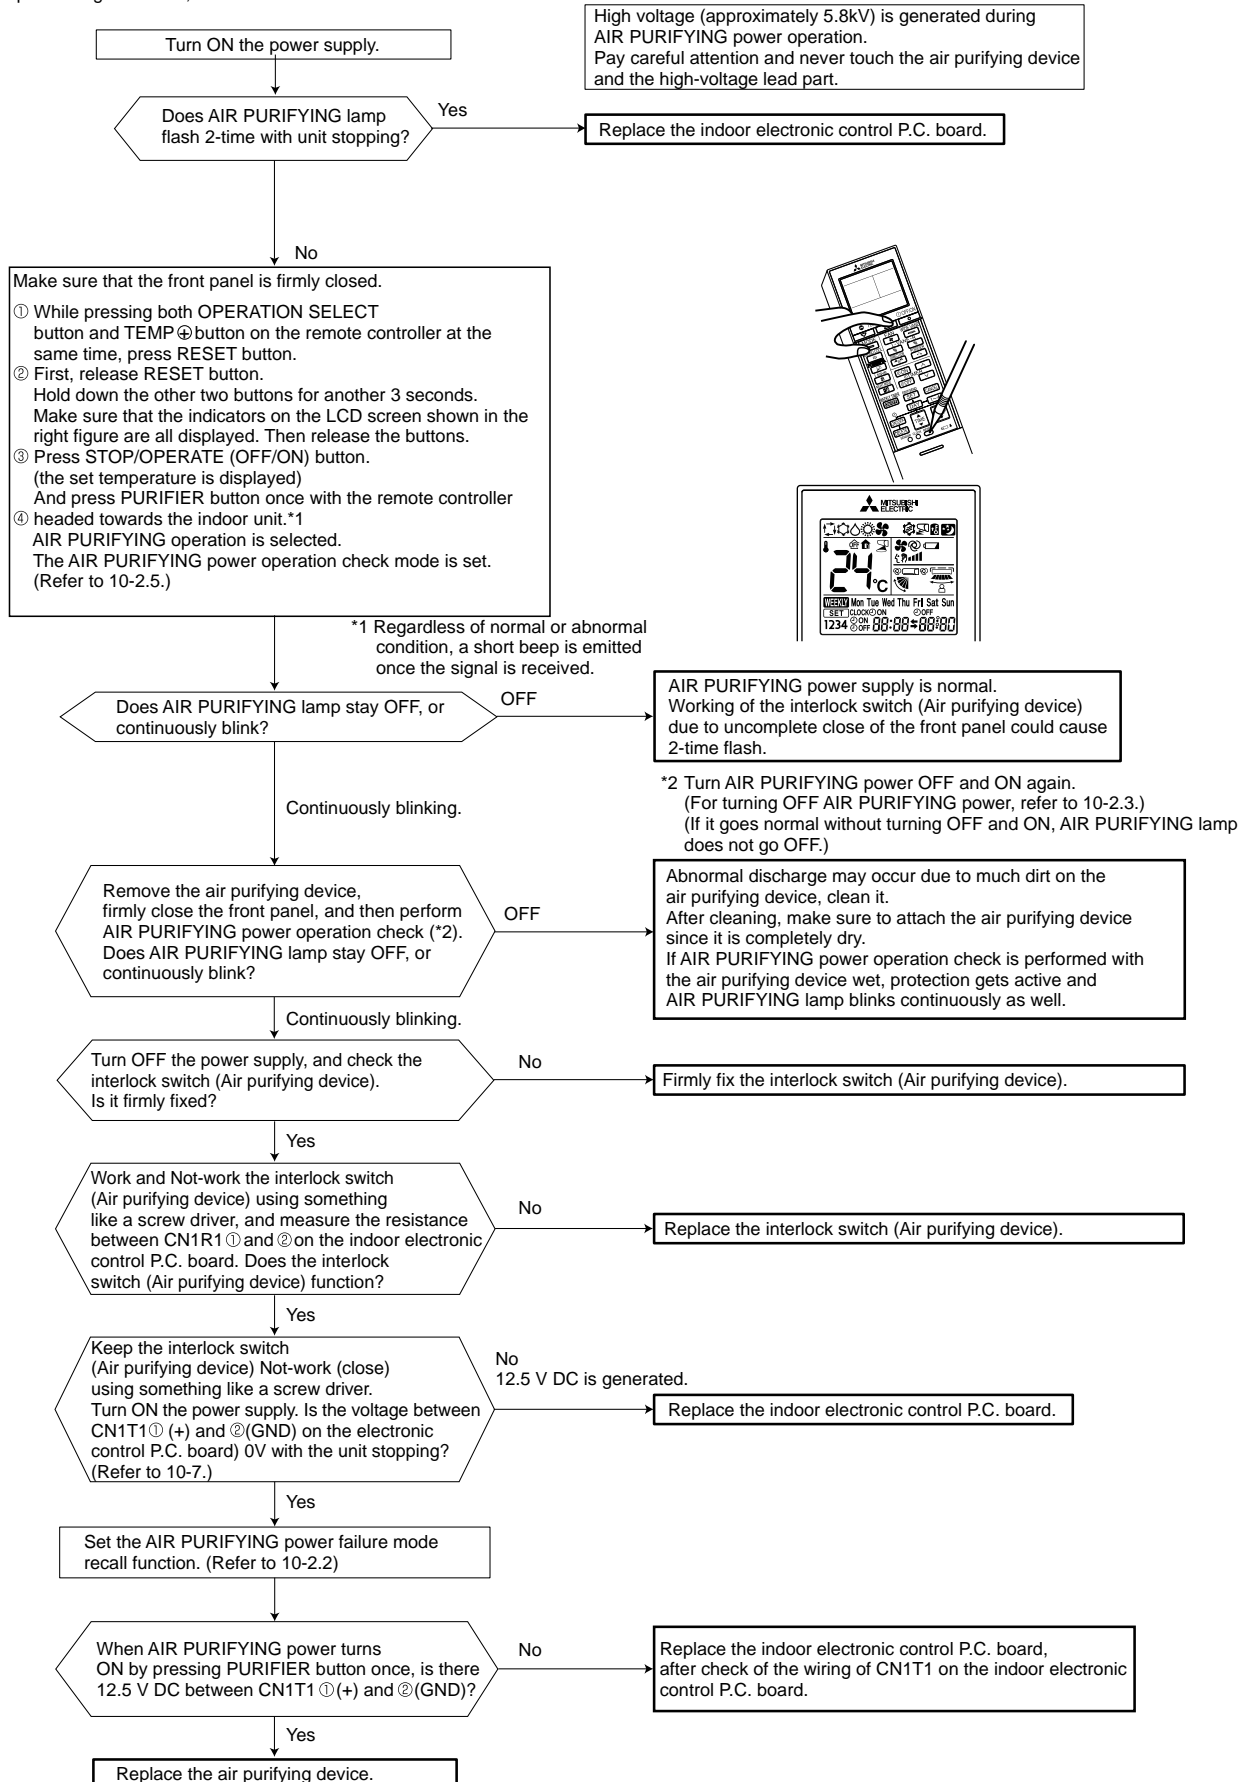 High voltage (approximately 5.8kV) is generated during
AIR PURIFYING power operation.
Pay careful attention and never touch the air purifying device
and the high-voltage lead part.
Turn ON the power supply.
Does AIR PURIFYING lamp
flash 2-time with unit stopping?
Yes
Replace the indoor electronic control P.C. board.
No
Make sure that the front panel is firmly closed.
① While pressing both OPERATION SELECT
button and TEMP ⊕ button on the remote controller at the
same time, press RESET button.
② First, release RESET button.
Hold down the other two buttons for another 3 seconds.
Make sure that the indicators on the LCD screen shown in the
right figure are all displayed. Then release the buttons.
③ Press STOP/OPERATE (OFF/ON) button.
(the set temperature is displayed)
And press PURIFIER button once with the remote controller
④ headed towards the indoor unit.*1
AIR PURIFYING operation is selected.
The AIR PURIFYING power operation check mode is set.
(Refer to 10-2.5.)
MITSUBISHI
ELECTRIC
24°C
WEEKLY Mon Tue Wed Thu Fri Sat Sun
SET CLOCK ON OFF
1234 ON OFF 88:88 88:80
*1 Regardless of normal or abnormal
condition, a short beep is emitted
once the signal is received.
Does AIR PURIFYING lamp stay OFF, or
continuously blink?
OFF
AIR PURIFYING power supply is normal.
Working of the interlock switch (Air purifying device)
due to uncomplete close of the front panel could cause
2-time flash.
*2 Turn AIR PURIFYING power OFF and ON again.
(For turning OFF AIR PURIFYING power, refer to 10-2.3.)
(If it goes normal without turning OFF and ON, AIR PURIFYING lamp
does not go OFF.)
Continuously blinking.
Remove the air purifying device,
firmly close the front panel, and then perform
AIR PURIFYING power operation check (*2).
Does AIR PURIFYING lamp stay OFF, or
continuously blink?
OFF
Abnormal discharge may occur due to much dirt on the
air purifying device, clean it.
After cleaning, make sure to attach the air purifying device
since it is completely dry.
If AIR PURIFYING power operation check is performed with
the air purifying device wet, protection gets active and
AIR PURIFYING lamp blinks continuously as well.
Continuously blinking.
Turn OFF the power supply, and check the
interlock switch (Air purifying device).
Is it firmly fixed?
No
Firmly fix the interlock switch (Air purifying device).
Yes
Work and Not-work the interlock switch
(Air purifying device) using something
like a screw driver, and measure the resistance
between CN1R1 ① and ② on the indoor electronic
control P.C. board. Does the interlock
switch (Air purifying device) function?
No
Replace the interlock switch (Air purifying device).
Yes
Keep the interlock switch
(Air purifying device) Not-work (close)
using something like a screw driver.
Turn ON the power supply. Is the voltage between
CN1T1① (+) and ②(GND) on the electronic
control P.C. board) 0V with the unit stopping?
(Refer to 10-7.)
No
12.5 V DC is generated.
Replace the indoor electronic control P.C. board.
Yes
Set the AIR PURIFYING power failure mode
recall function. (Refer to 10-2.2)
When AIR PURIFYING power turns
ON by pressing PURIFIER button once, is there
12.5 V DC between CN1T1 ①(+) and ②(GND)?
No
Replace the indoor electronic control P.C. board,
after check of the wiring of CN1T1 on the indoor electronic
control P.C. board.
Yes
Replace the air purifying device.